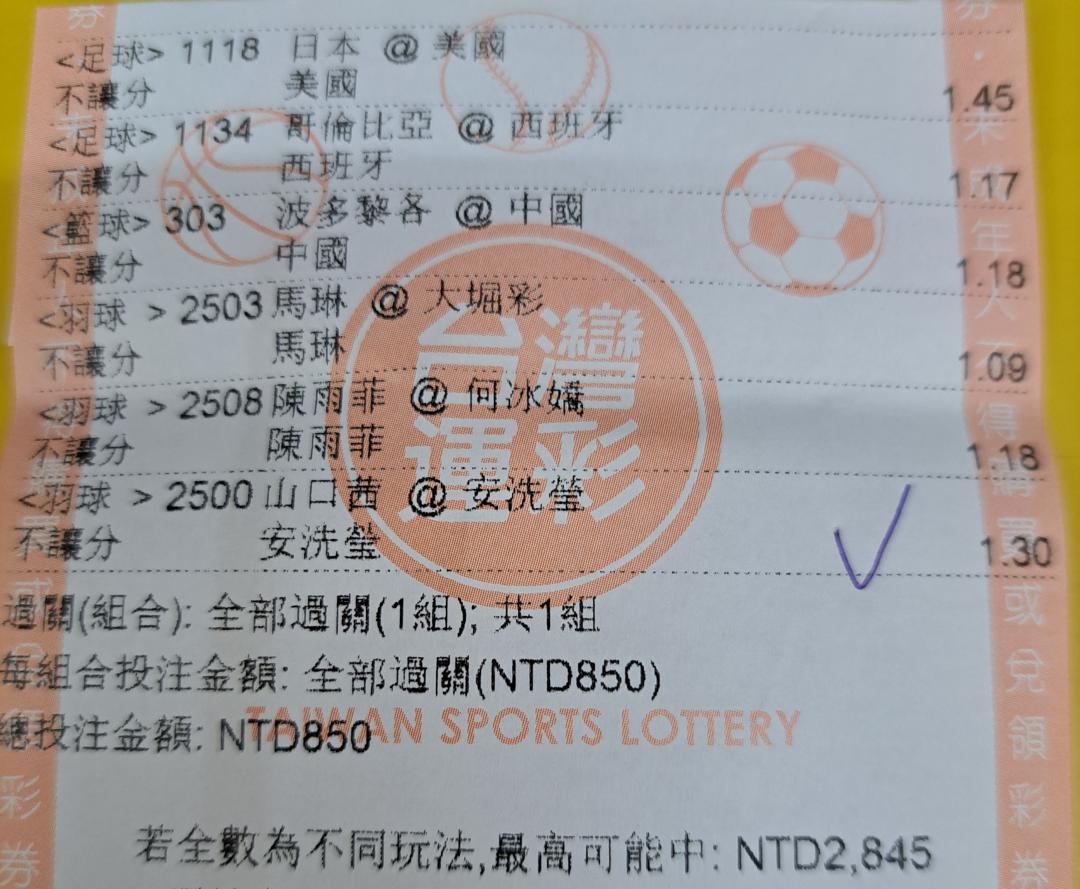 <足球> 1118 日本 @ 美國
不讓分 美國 1.45
<足球> 1134 哥倫比亞 @ 西班牙
不讓分 西班牙 1.17
<籃球> 303 波多黎各 @ 中國
不讓分 中國 1.18
<羽球 > 2503 馬琳 @ 大堀彩
不讓分 馬琳 1.09
<羽球 > 2508 陳雨菲 @ 何冰嬌
不讓分 陳雨菲 1.18
<羽球 > 2500 山口茜 @ 安洗瑩
不讓分 安洗瑩 1.30
台灣
運彩
過關(組合): 全部過關(1組); 共1組
每組合投注金額: 全部過關(NTD850)
TAIWAN SPORTS LOTTERY
總投注金額: NTD850
若全數為不同玩法,最高可能中: NTD2,845